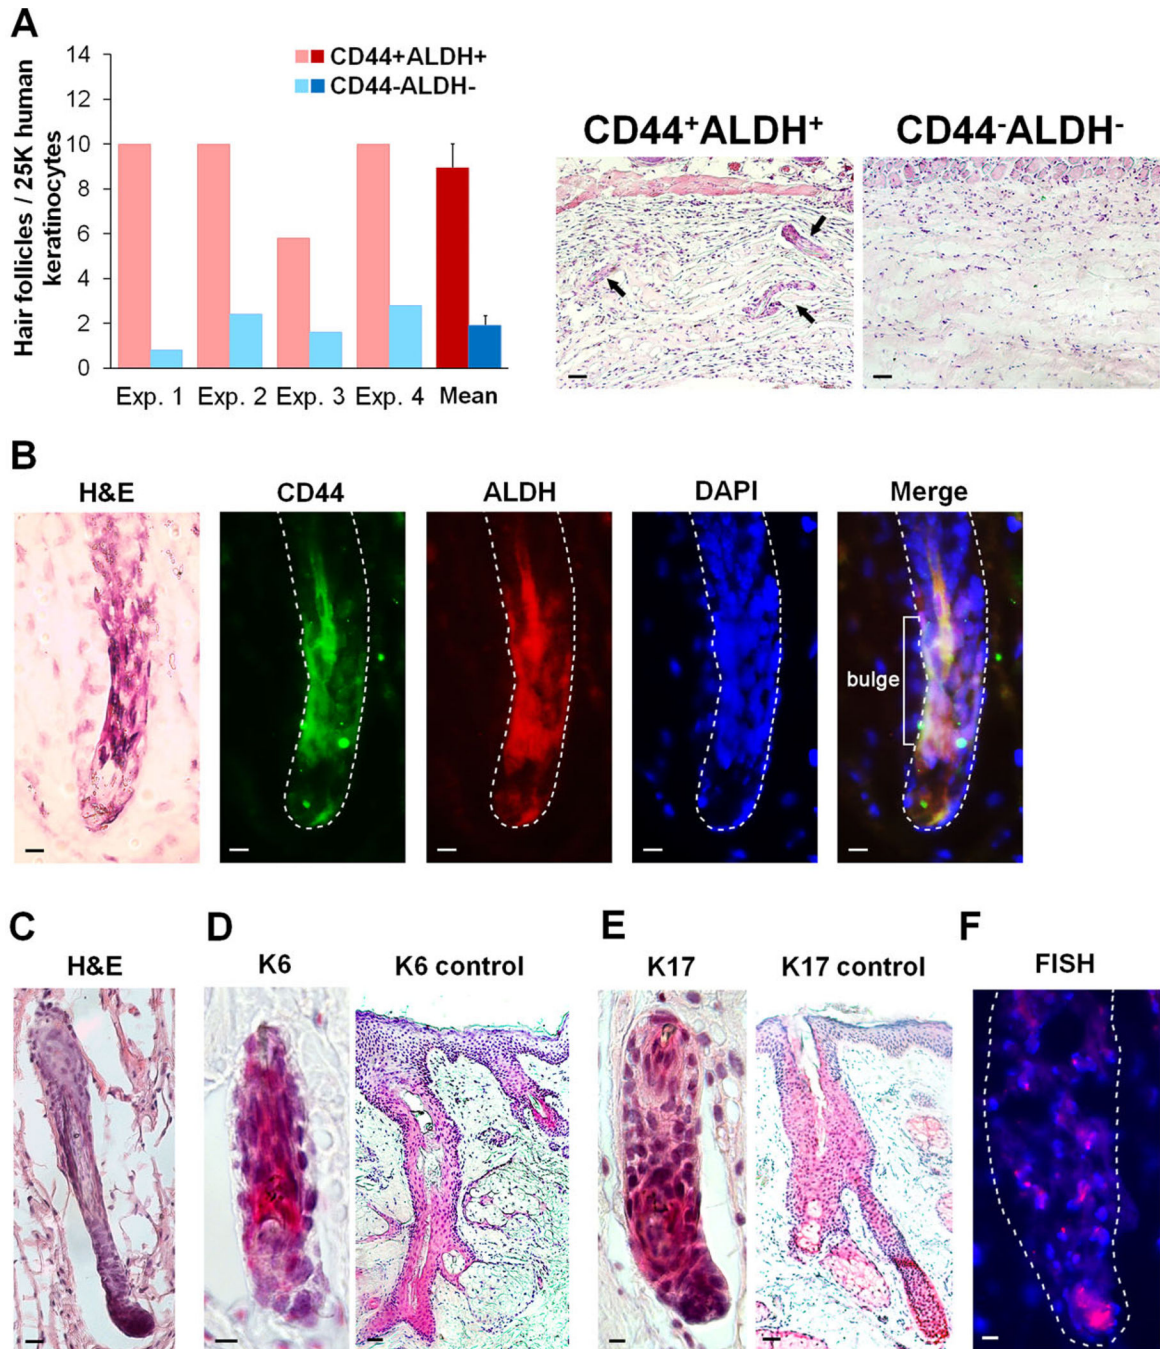 A
Hair follicles / 25K human
keratinocytes
14
12
10
8
6
4
2
0
CD44+ALDH+
CD44-ALDH-
Exp. 1 Exp. 2 Exp. 3 Exp. 4 Mean
CD44⁺ALDH⁺ CD44⁻ALDH⁻
B
H&E CD44 ALDH DAPI Merge
bulge
C D E F
H&E K6 K6 control K17 K17 control FISH